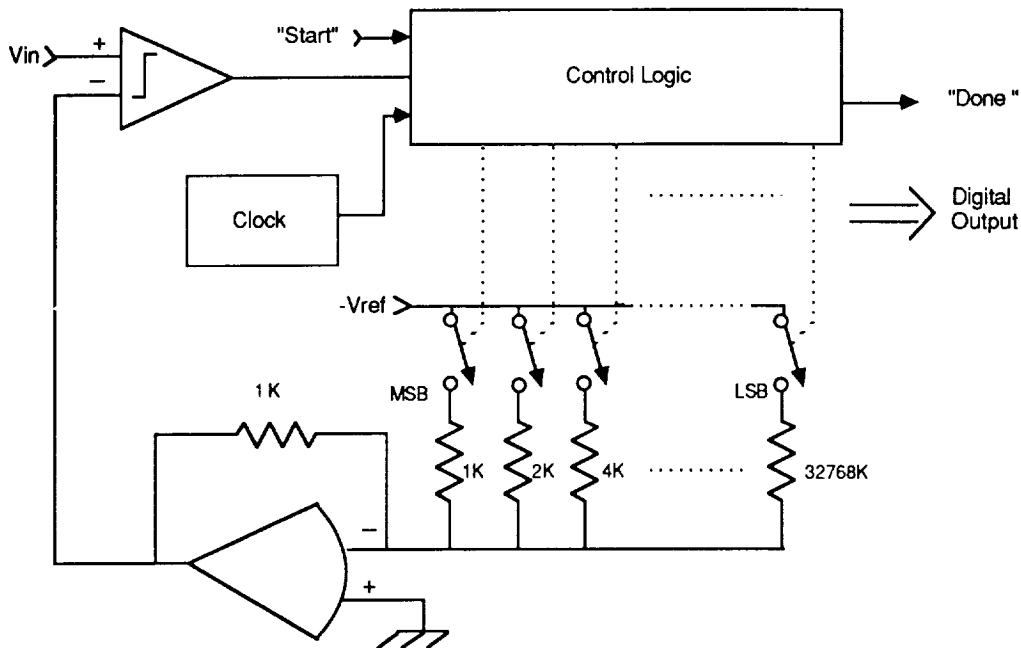 "Start"
Vin
+
−
Control Logic
"Done "
Clock
Digital
Output
-Vref
MSB
LSB
1K
1K
2K
4K
32768K
−
+